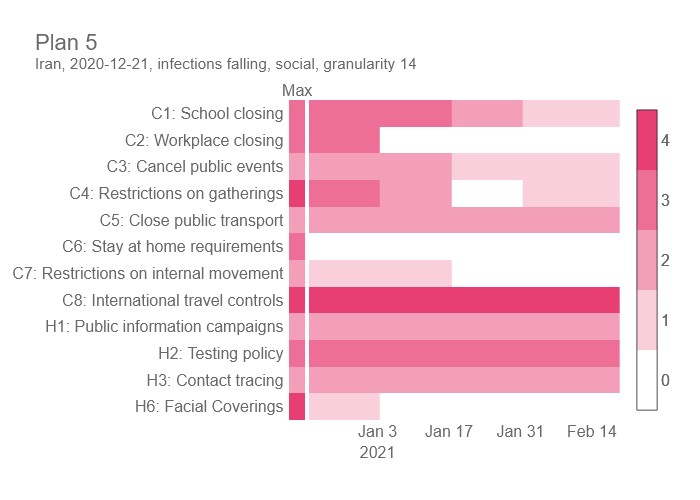 Plan 5
Iran, 2020-12-21, infections falling, social, granularity 14
Max
C1: School closing
C2: Workplace closing
C3: Cancel public events
C4: Restrictions on gatherings
C5: Close public transport
C6: Stay at home requirements
C7: Restrictions on internal movement
C8: International travel controls
H1: Public information campaigns
H2: Testing policy
H3: Contact tracing
H6: Facial Coverings
Jan 3 Jan 17 Jan 31 Feb 14
2021
4
3
2
1
0